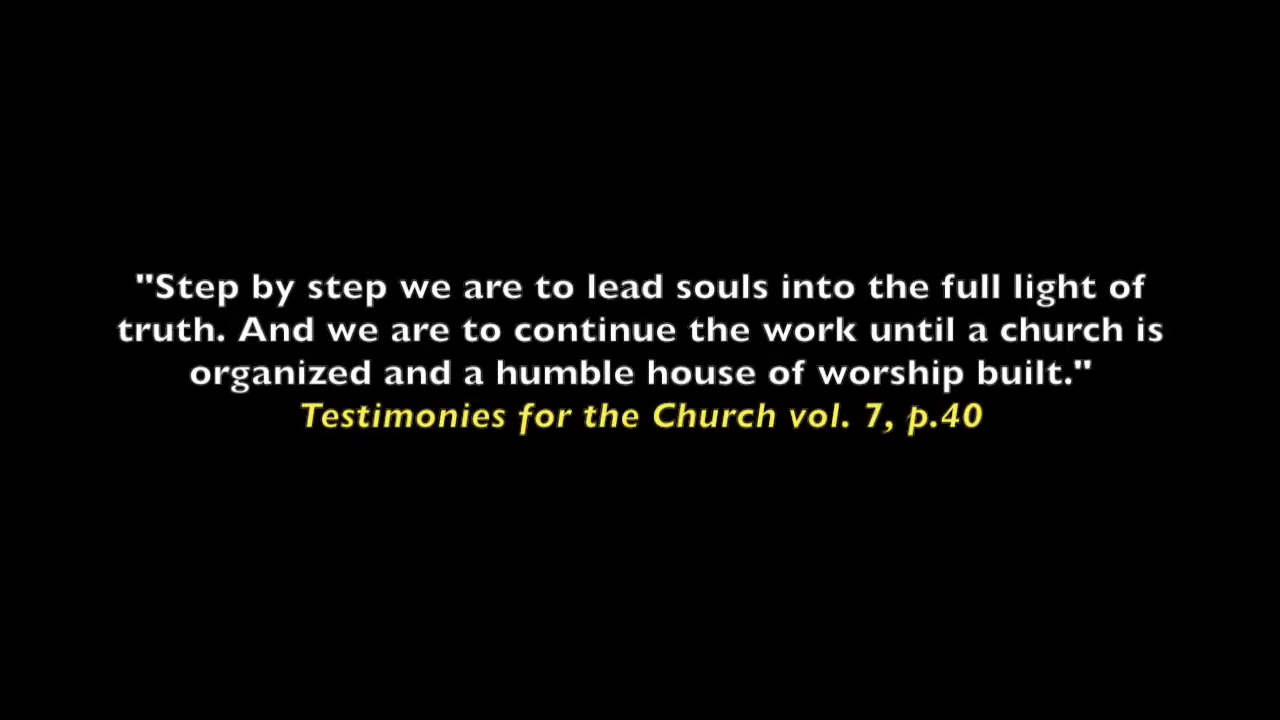 "Step by step we are to lead souls into the full light of
truth. And we are to continue the work until a church is
organized and a humble house of worship built."
Testimonies for the Church vol. 7, p.40